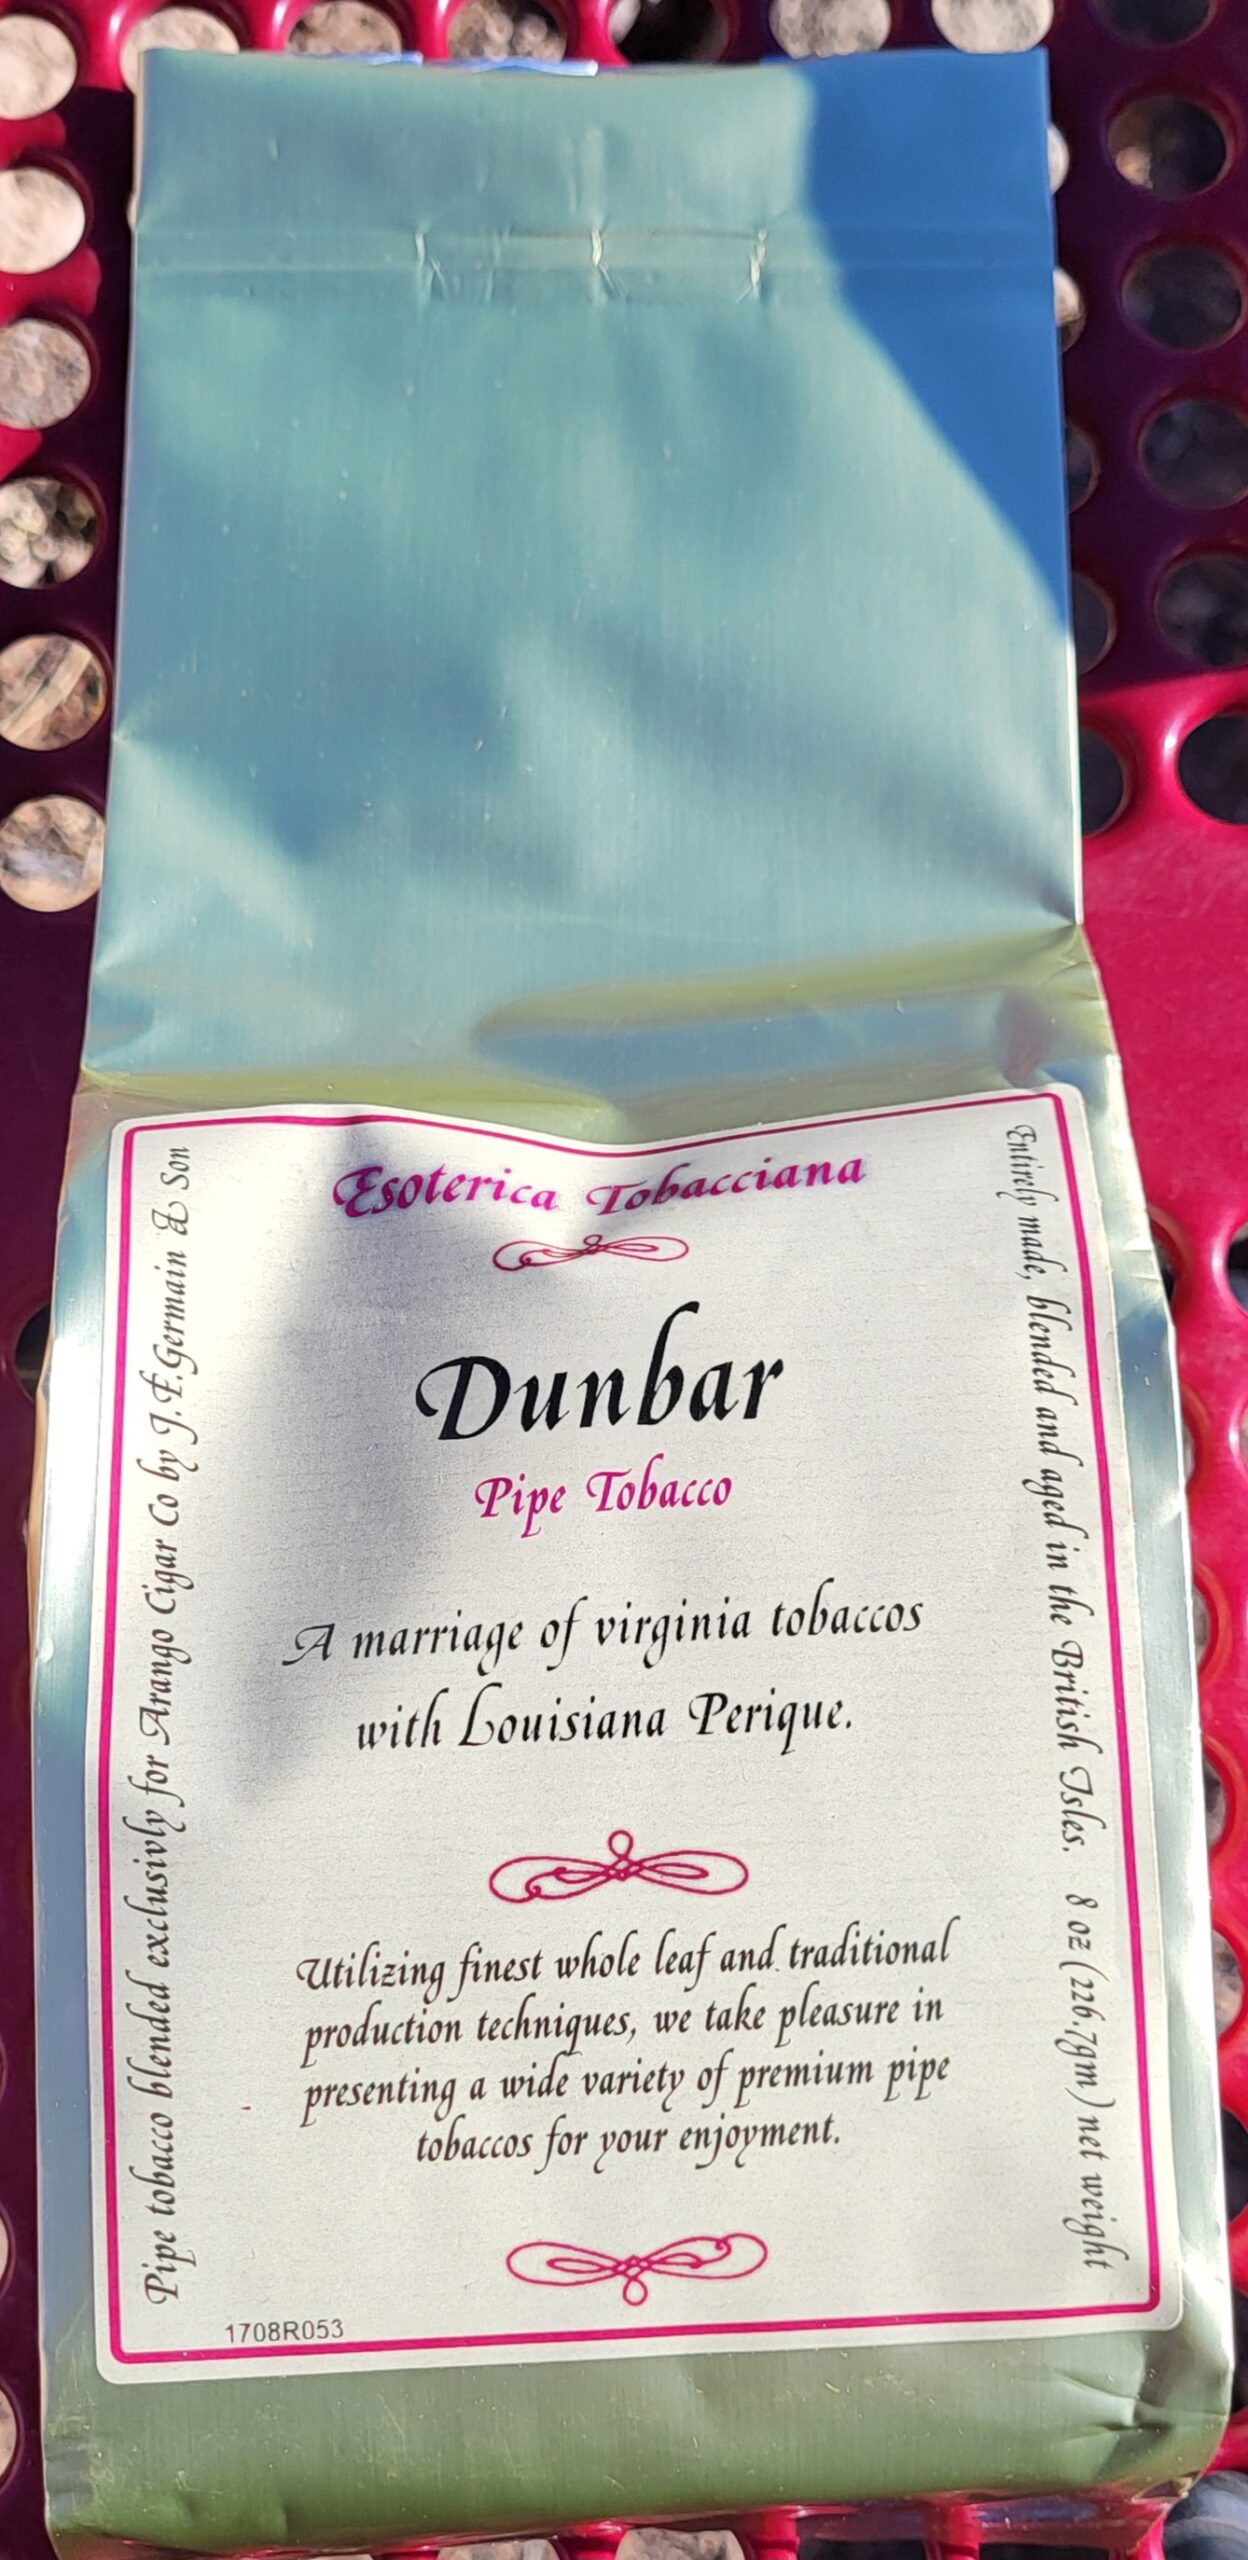 Esoterica Tobacciana
Dunbar
Pipe Tobacco
A marriage of virginia tobaccos
with Louisiana Perique.
Utilizing finest whole leaf and traditional
production techniques, we take pleasure in
presenting a wide variety of premium pipe
tobaccos for your enjoyment.
Pipe tobacco blended exclusivly for Arango Cigar Co by J.F.Germain & Son
Entirely made, blended and aged in the British Isles. 8 oz (226.7gm) net weight
1708R053